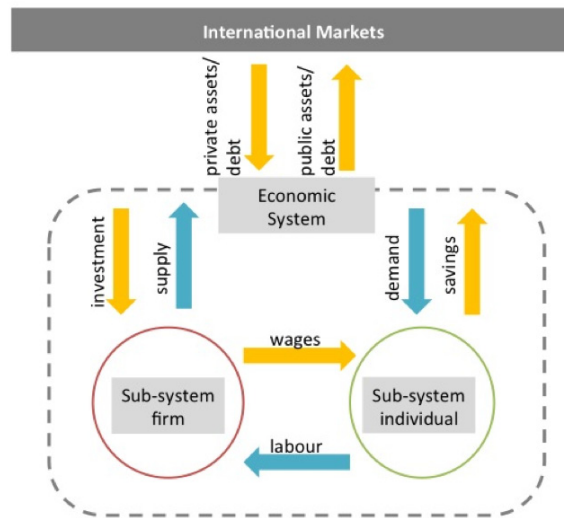 International Markets
private assets/
debt
public assets/
debt
Economic
System
investment
supply
demand
savings
wages
Sub-system
firm
Sub-system
individual
labour